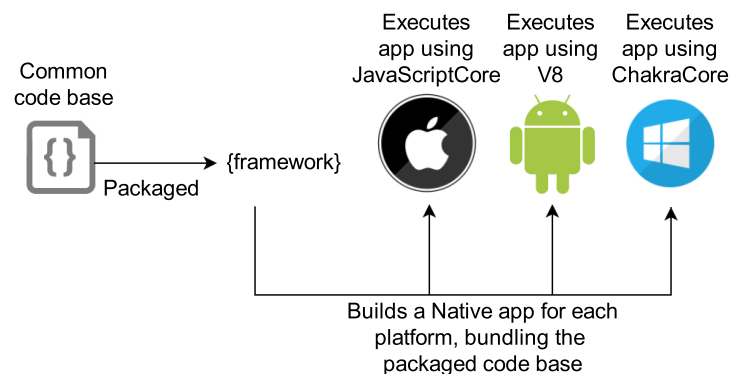 Common
code base
{}
Packaged
{framework}
Executes
app using
JavaScriptCore
Executes
app using
V8
Executes
app using
ChakraCore
Builds a Native app for each
platform, bundling the
packaged code base